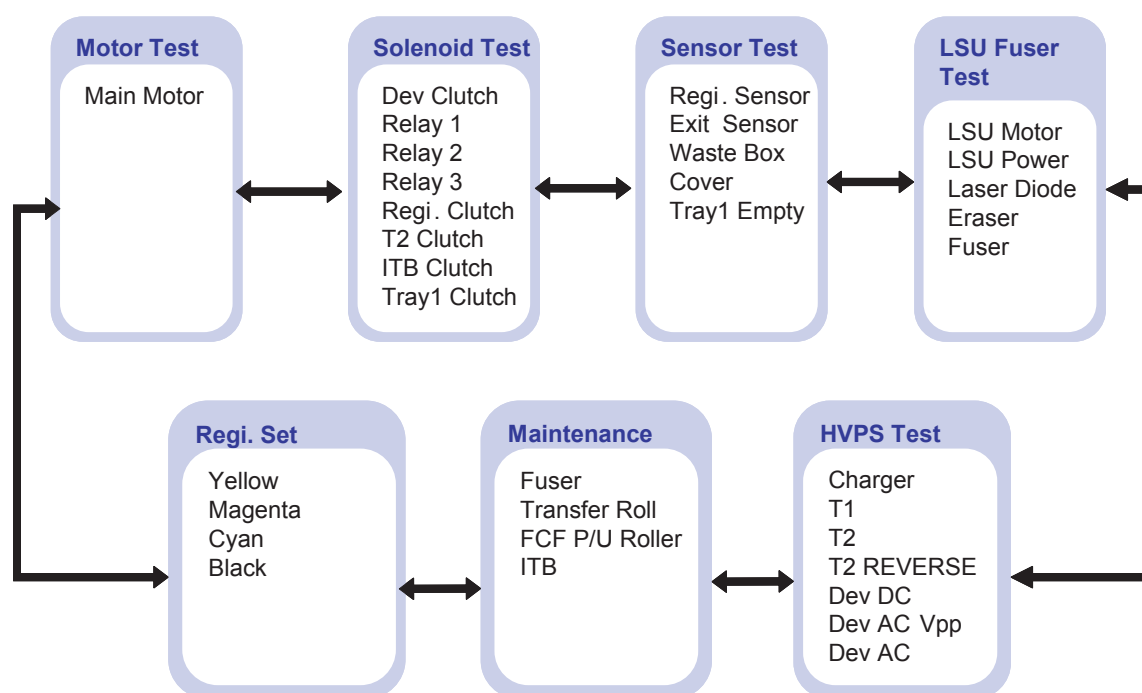 Motor Test
Main Motor
Solenoid Test
Dev Clutch
Relay 1
Relay 2
Relay 3
Regi. Clutch
T2 Clutch
ITB Clutch
Tray1 Clutch
Sensor Test
Regi. Sensor
Exit Sensor
Waste Box
Cover
Tray1 Empty
LSU Fuser
Test
LSU Motor
LSU Power
Laser Diode
Eraser
Fuser
Regi. Set
Yellow
Magenta
Cyan
Black
Maintenance
Fuser
Transfer Roll
FCF P/U Roller
ITB
HVPS Test
Charger
T1
T2
T2 REVERSE
Dev DC
Dev AC Vpp
Dev AC